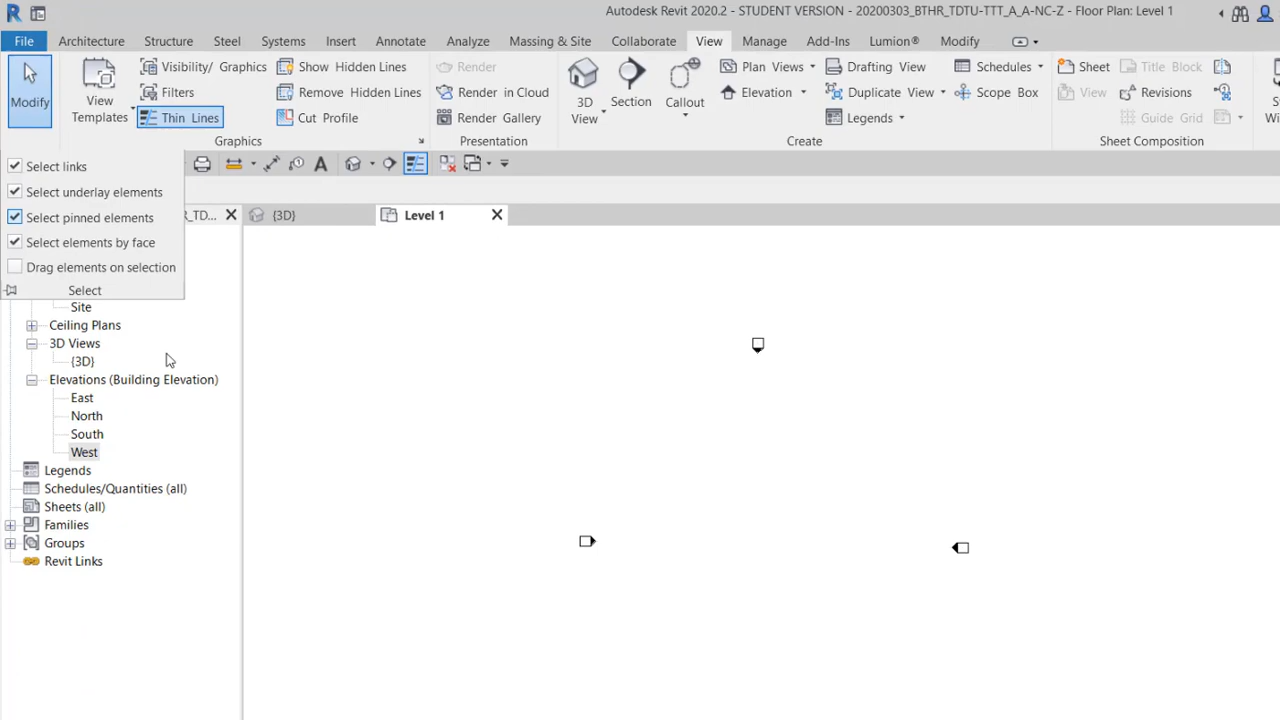 Autodesk Revit 2020.2 - STUDENT VERSION - 20200303_BTHR_TDTU-TTT_A_A-NC-Z - Floor Plan: Level 1
File Architecture Structure Steel Systems Insert Annotate Analyze Massing & Site Collaborate View Manage Add-Ins Lumion® Modify
Modify
View Templates
Visibility/ Graphics
Filters
Thin Lines
Show Hidden Lines
Remove Hidden Lines
Cut Profile
Graphics
Render
Render in Cloud
Render Gallery
Presentation
3D View
Section
Callout
Plan Views
Elevation
Drafting View
Duplicate View
Legends
Schedules
Scope Box
Create
Sheet
View
Title Block
Revisions
Guide Grid
Sheet Composition
Select links
Select underlay elements
Select pinned elements
Select elements by face
Drag elements on selection
Select
R_TD...
{3D}
Level 1
Site
Ceiling Plans
3D Views
{3D}
Elevations (Building Elevation)
East
North
South
West
Legends
Schedules/Quantities (all)
Sheets (all)
Families
Groups
Revit Links